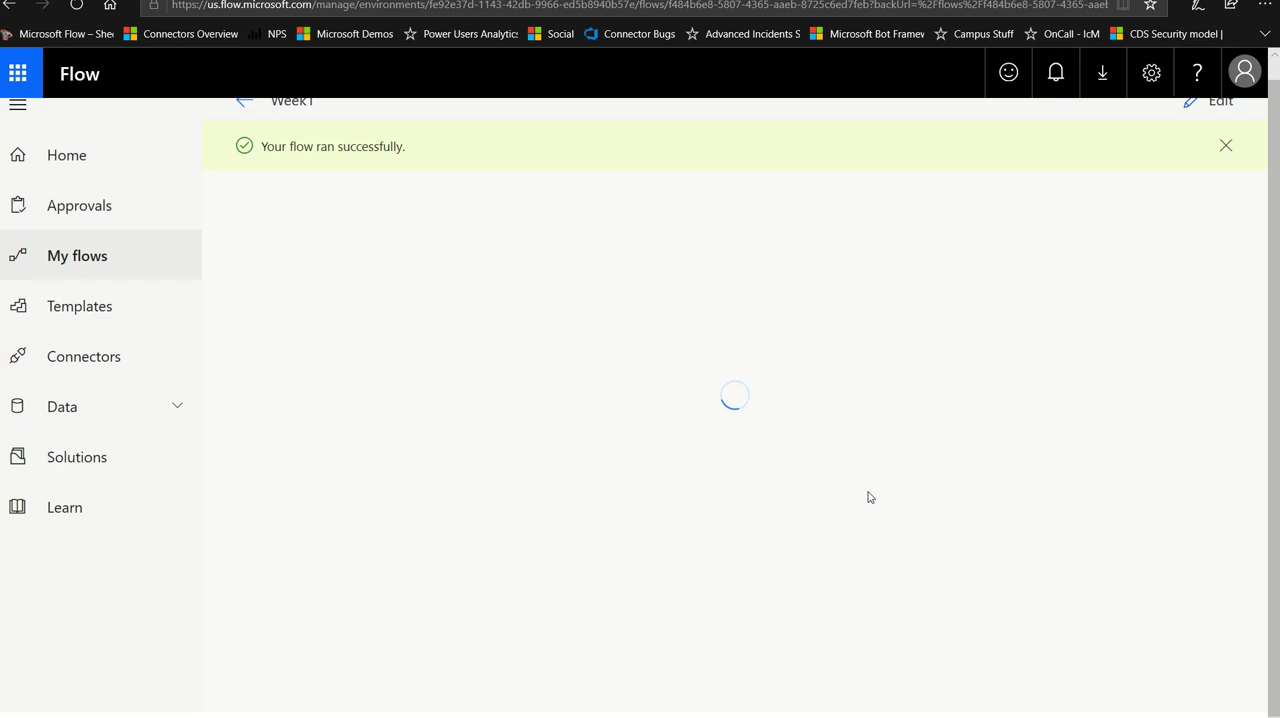 https://us.flow.microsoft.com/manage/environments/fe92e37d-1143-42db-9966-ed5b8940b57e/flows/f484b6e8-5807-4365-aaeb-8725c6ed7feb?backUrl=%2Fflows%2Ff484b6e8-5807-4365-aaeb
Microsoft Flow – She Connectors Overview NPS Microsoft Demos Power Users Analytics Social Connector Bugs Advanced Incidents S Microsoft Bot Framew Campus Stuff OnCall - IcM CDS Security model |
Flow
Week1 Edit
Your flow ran successfully.
Home
Approvals
My flows
Templates
Connectors
Data
Solutions
Learn